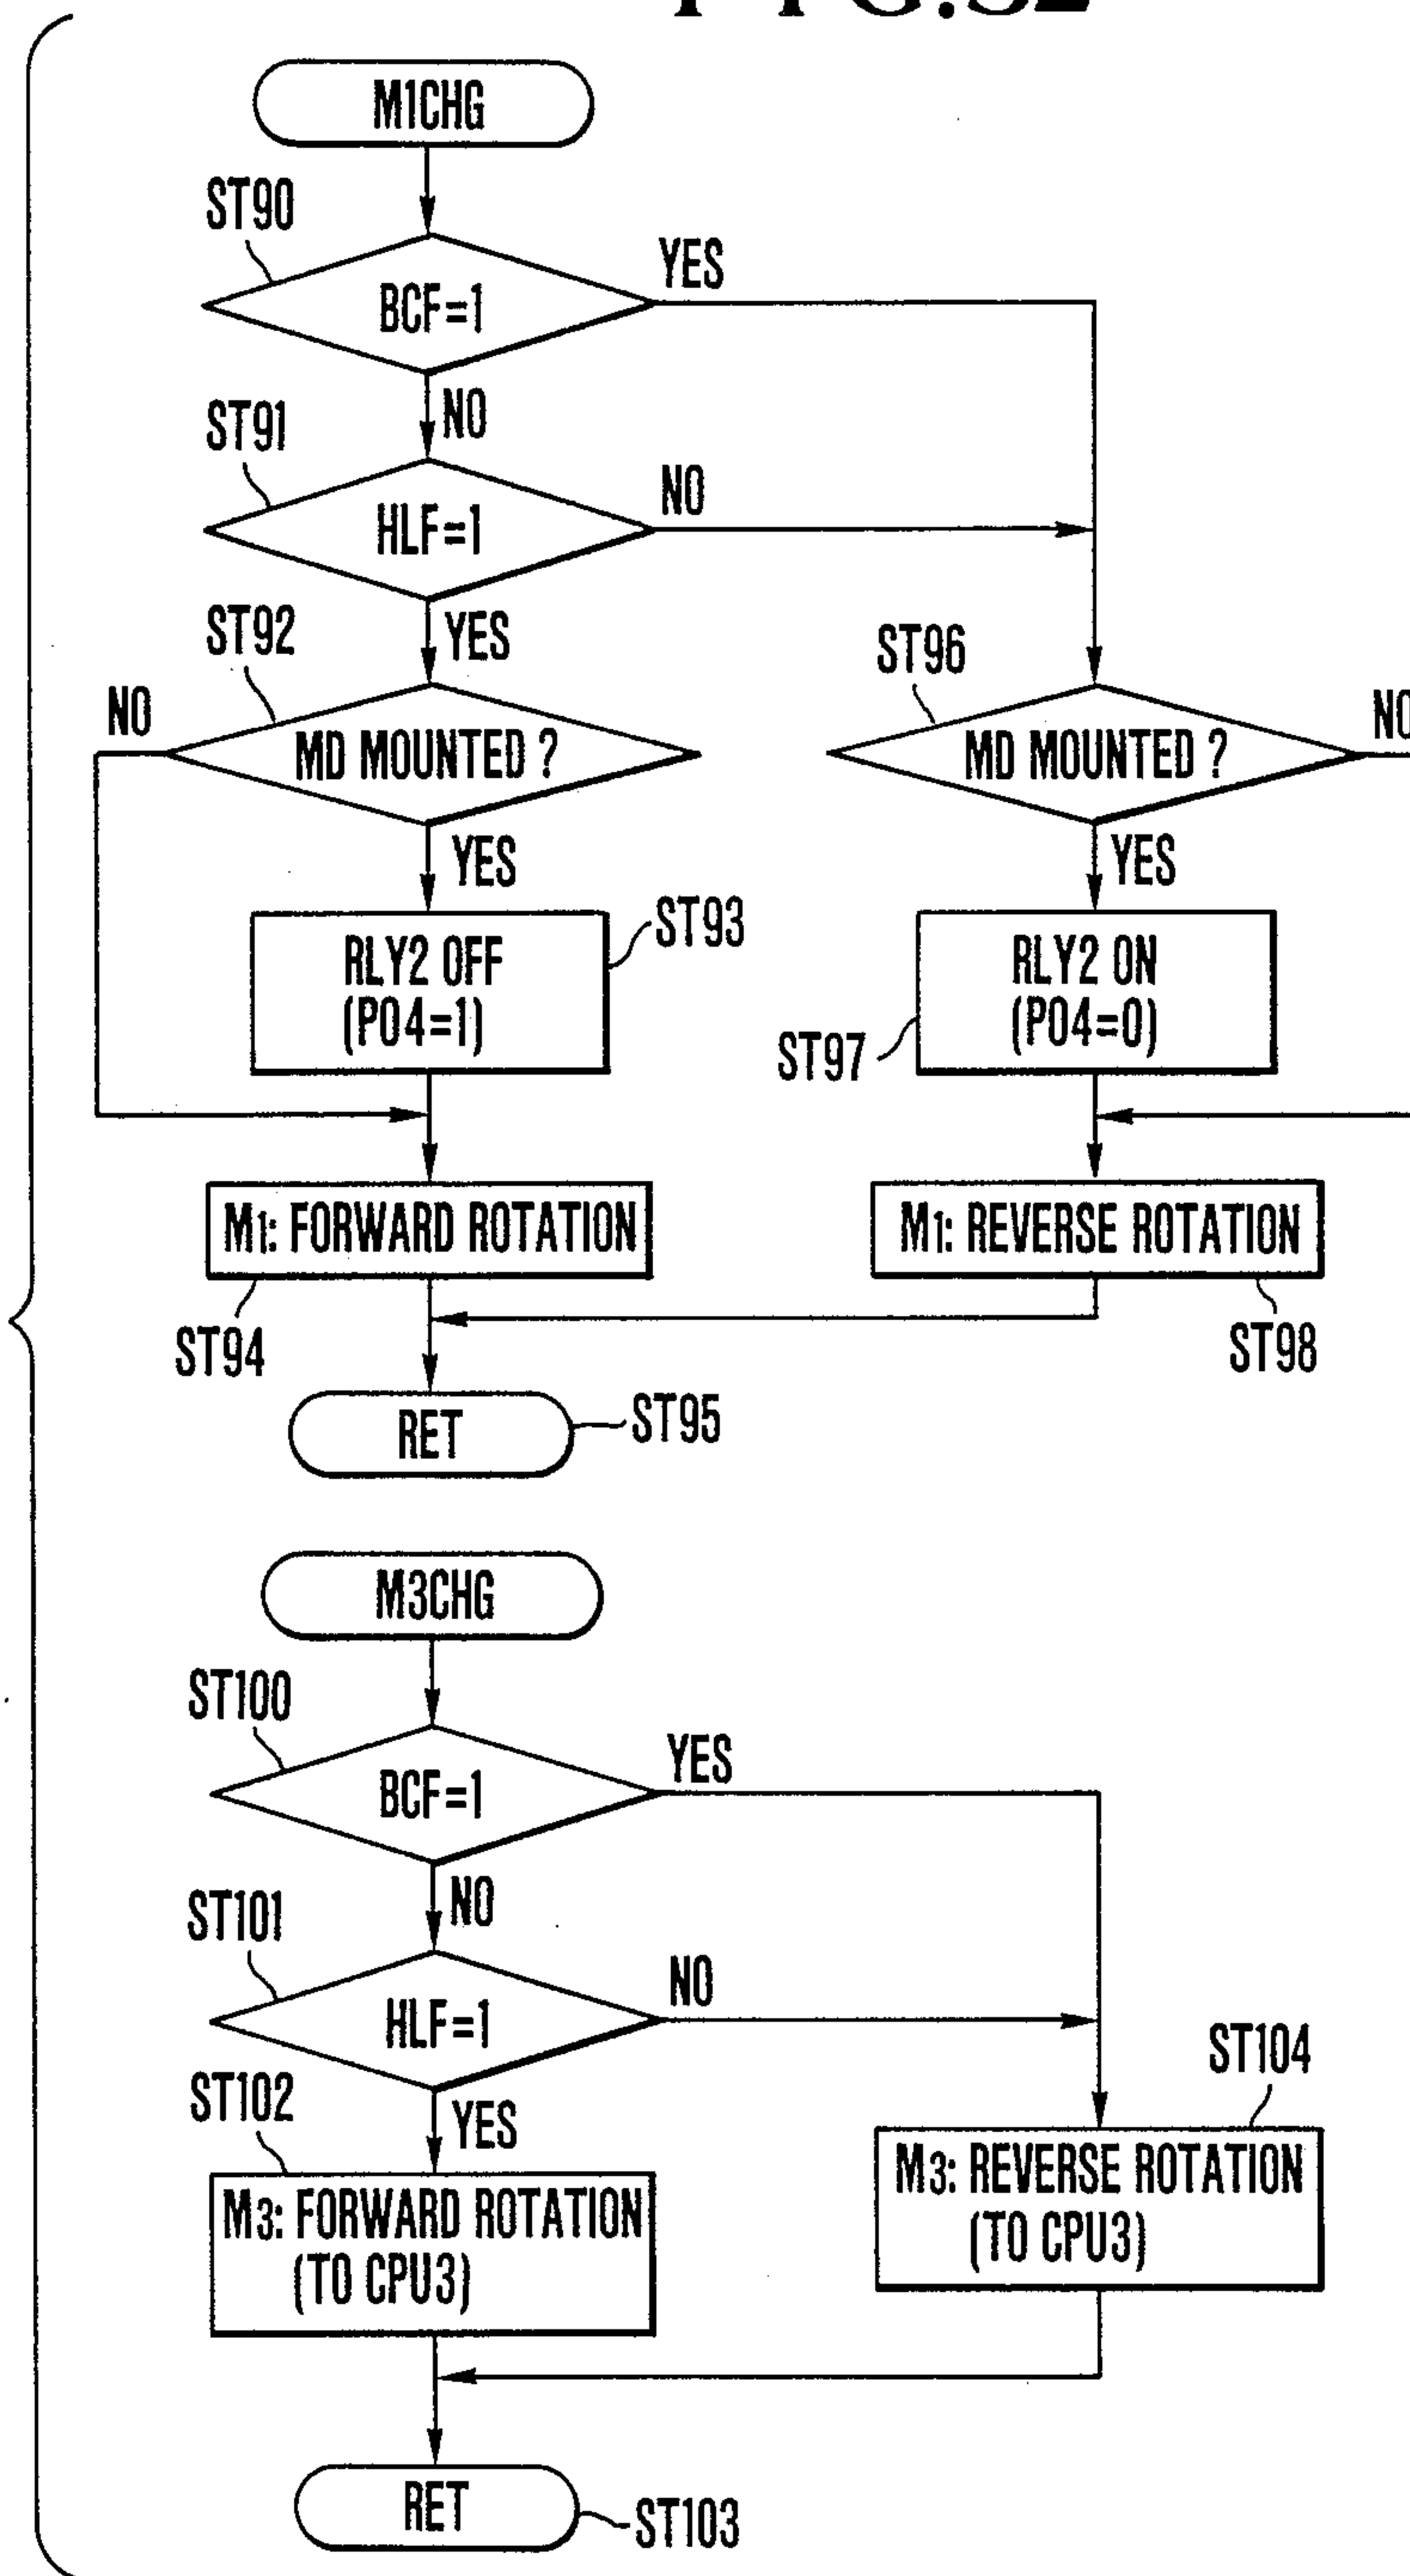 FIG.32
M1CHG
ST90
BCF=1
YES
NO
ST91
HLF=1
NO
YES
ST92
MD MOUNTED ?
NO
YES
ST96
MD MOUNTED ?
NO
YES
RLY2 OFF
(P04=1)
ST93
RLY2 ON
(P04=0)
ST97
M1: FORWARD ROTATION
ST94
M1: REVERSE ROTATION
ST98
RET
ST95
M3CHG
ST100
BCF=1
YES
NO
ST101
HLF=1
NO
YES
ST102
M3: FORWARD ROTATION
(TO CPU3)
ST104
M3: REVERSE ROTATION
(TO CPU3)
RET
ST103